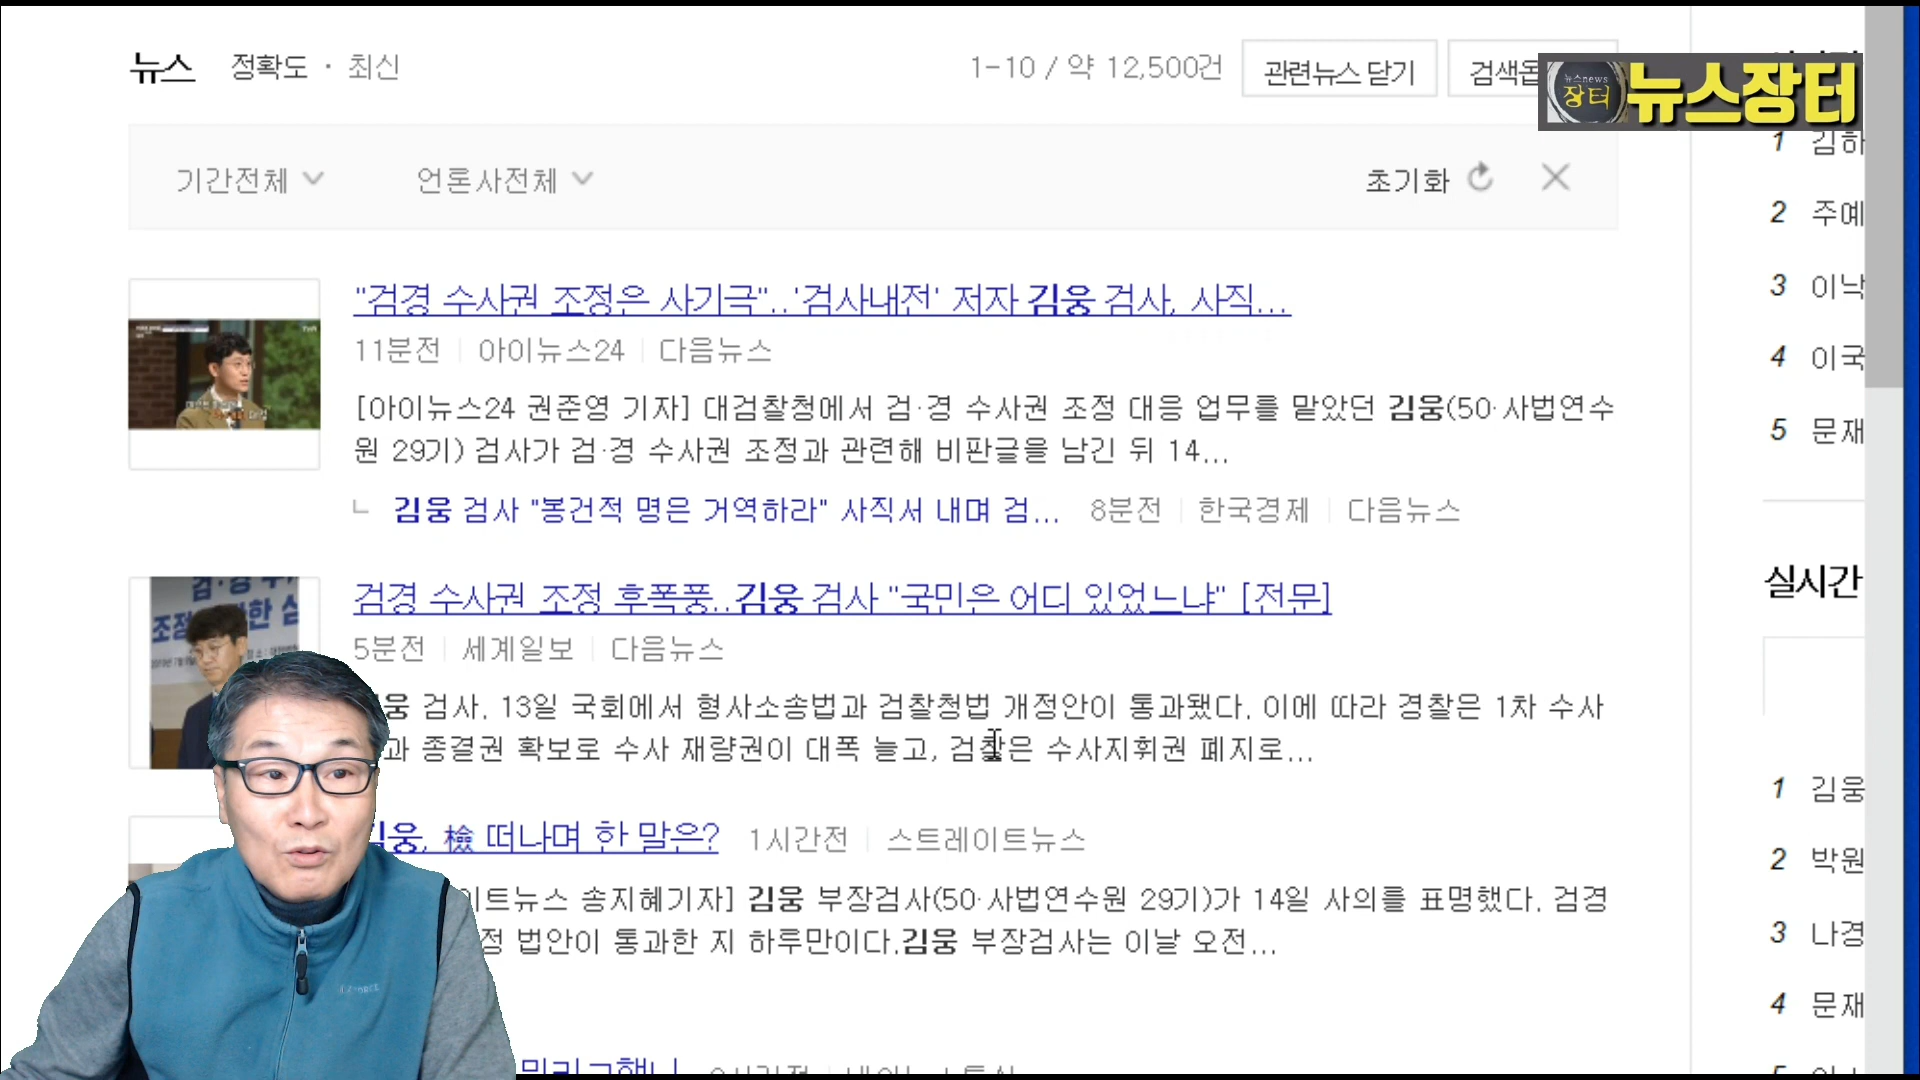 뉴스 정확도 · 최신 1-10 / 약 12,500건 관련뉴스 닫기
뉴스news
장터
뉴스장터
기간전체 언론사전체 초기화
"검경 수사권 조정은 사기극"..'검사내전' 저자 김웅 검사, 사직...
11분전 아이뉴스24 다음뉴스
[아이뉴스24 권준영 기자] 대검찰청에서 검·경 수사권 조정 대응 업무를 맡았던 김웅(50·사법연수
원 29기) 검사가 검·경 수사권 조정과 관련해 비판글을 남긴 뒤 14...
김웅 검사 "봉건적 명은 거역하라" 사직서 내며 검... 8분전 한국경제 다음뉴스
검경 수사권 조정 후폭풍..김웅 검사 "국민은 어디 있었느냐" [전문]
5분전 세계일보 다음뉴스
웅 검사. 13일 국회에서 형사소송법과 검찰청법 개정안이 통과됐다. 이에 따라 경찰은 1차 수사
과 종결권 확보로 수사 재량권이 대폭 늘고, 검찰은 수사지휘권 폐지로...
김웅, 檢 떠나며 한 말은? 1시간전 스트레이트뉴스
이트뉴스 송지혜기자] 김웅 부장검사(50·사법연수원 29기)가 14일 사의를 표명했다. 검경
정 법안이 통과한 지 하루만이다.김웅 부장검사는 이날 오전...
1 김하
2 주예
3 이낙
4 이국
5 문재
실시간
1 김웅
2 박원
3 나경
4 문재